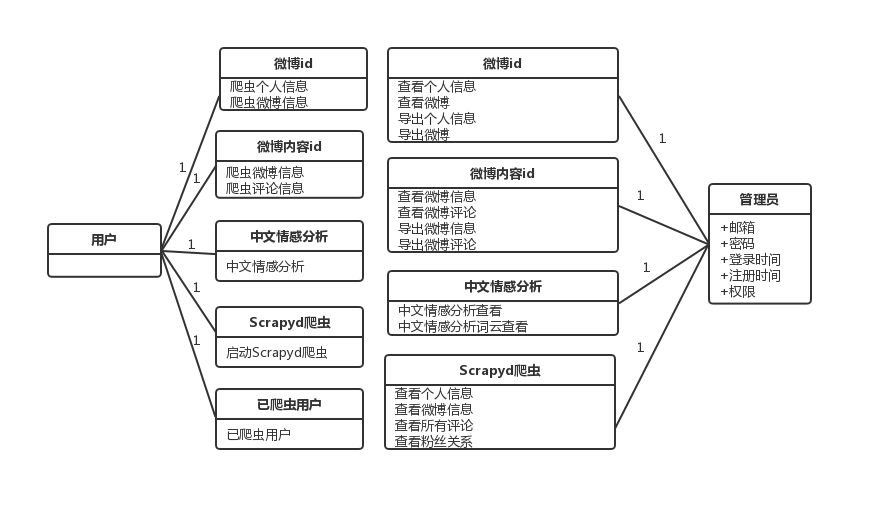 用户
1
1
1
1
1
微博id
爬虫个人信息
爬虫微博信息
微博内容id
爬虫微博信息
爬虫评论信息
中文情感分析
中文情感分析
Scrapyd爬虫
启动Scrapyd爬虫
已爬虫用户
已爬虫用户
微博id
查看个人信息
查看微博
导出个人信息
导出微博
微博内容id
查看微博信息
查看微博评论
导出微博信息
导出微博评论
中文情感分析
中文情感分析查看
中文情感分析词云查看
Scrapyd爬虫
查看个人信息
查看微博信息
查看所有评论
查看粉丝关系
1
1
1
1
管理员
+邮箱
+密码
+登录时间
+注册时间
+权限